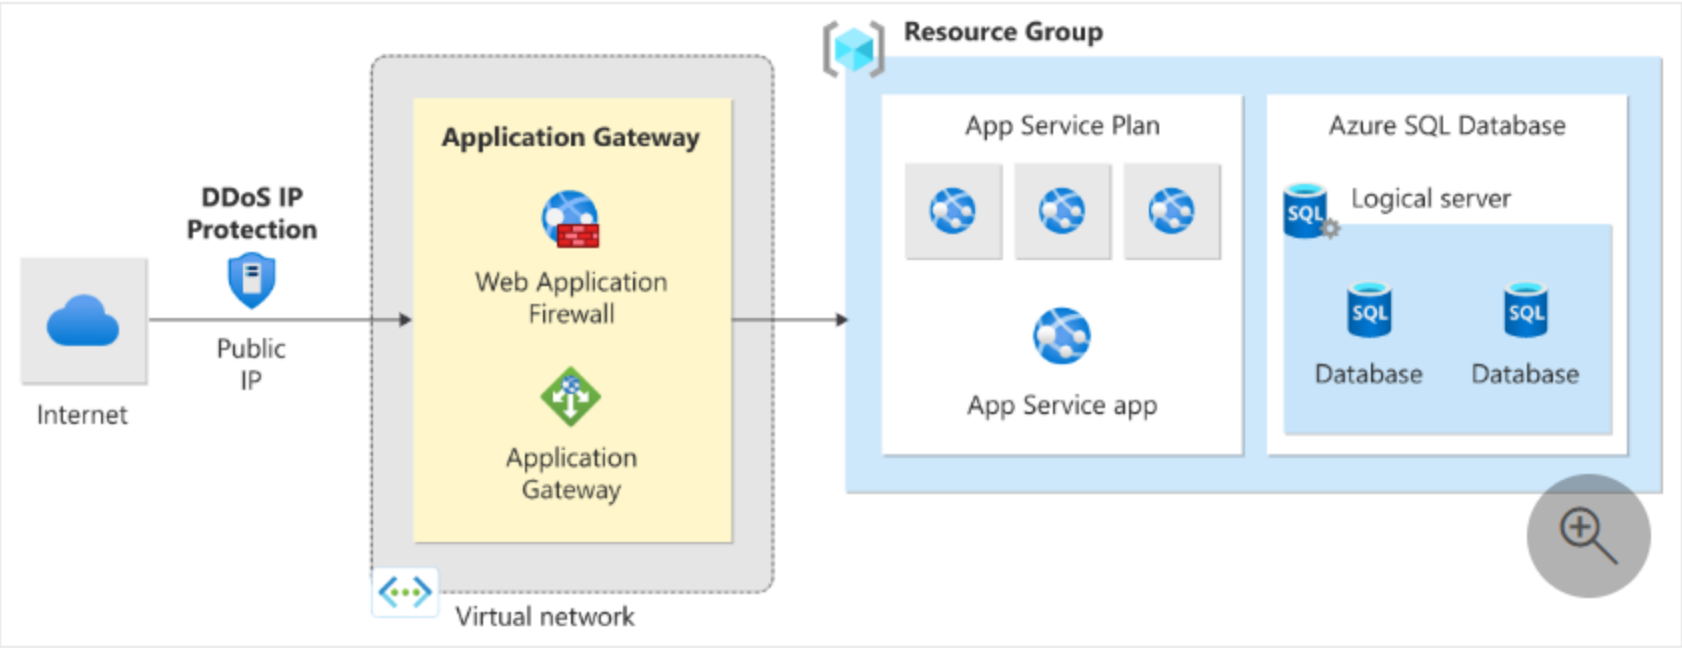 Resource Group
App Service Plan
Azure SQL Database
Application Gateway
DDoS IP
Protection
SQL
Logical server
Web Application
Firewall
SQL
SQL
Public
IP
Database
Database
Internet
App Service app
Application
Gateway
Virtual network